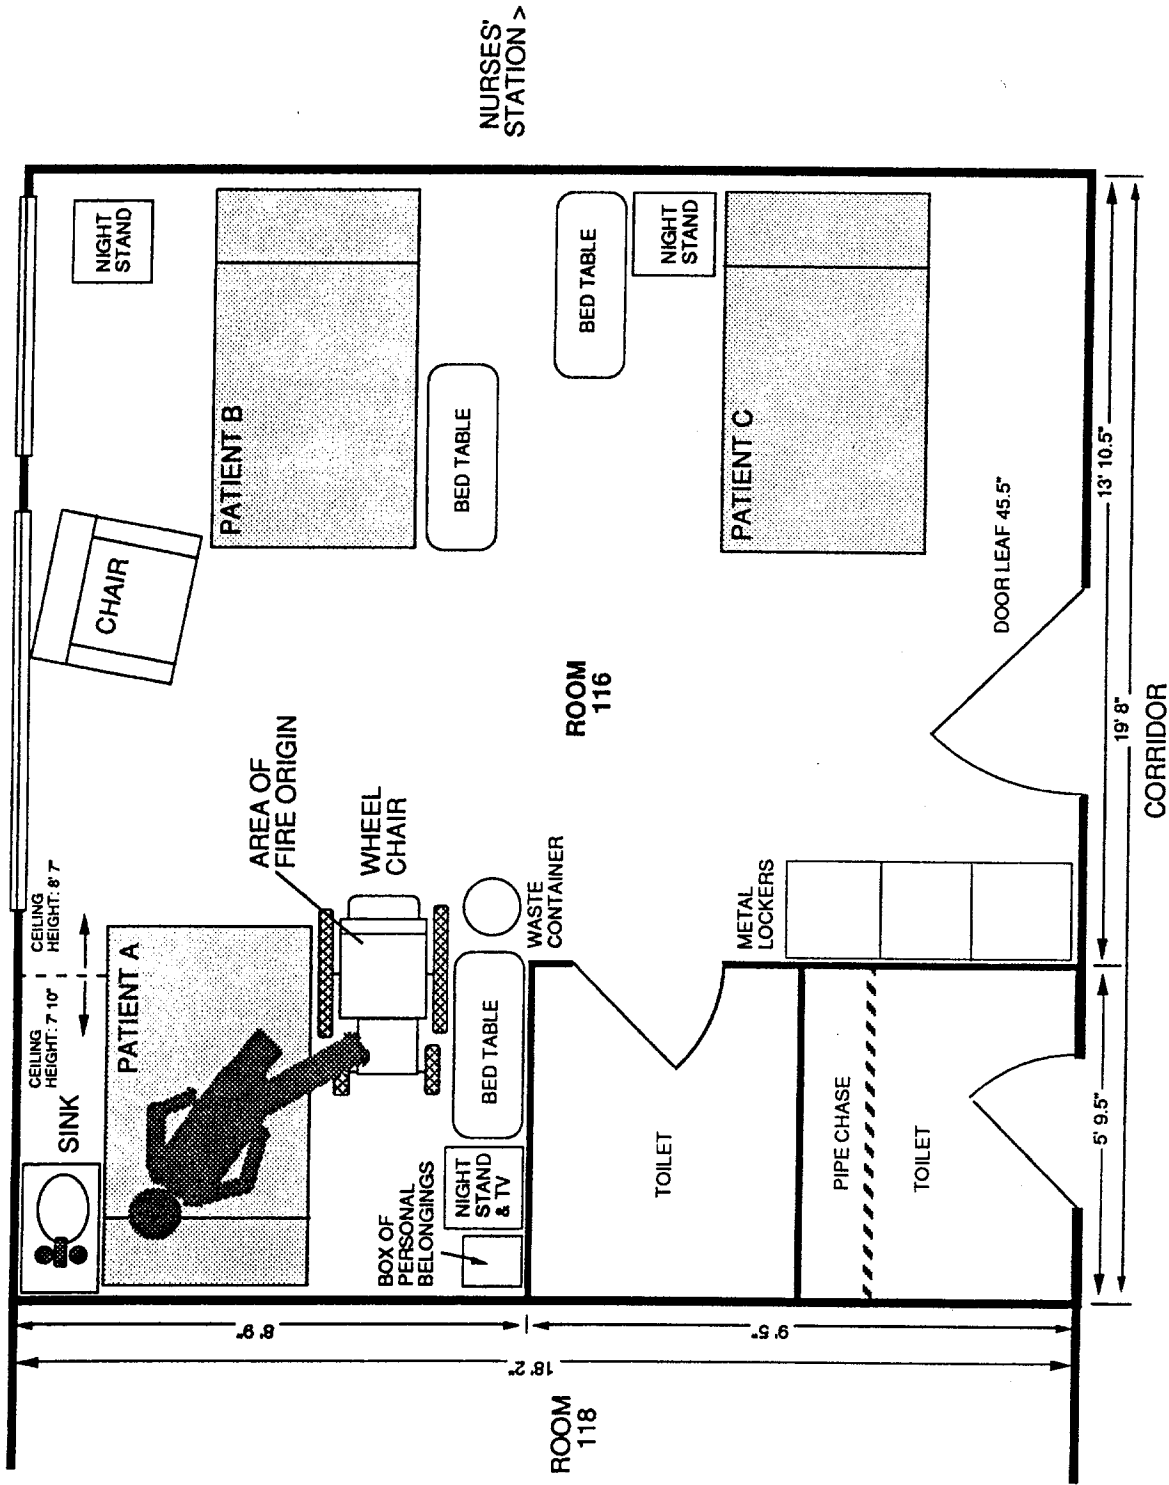 CEILING
HEIGHT: 7' 10"
CEILING
HEIGHT: 8' 7"
SINK
CHAIR
NIGHT
STAND
PATIENT A
PATIENT B
AREA OF
FIRE ORIGIN
WHEEL
CHAIR
8' 9"
18' 2"
BOX OF
PERSONAL
BELONGINGS
NIGHT
STAND
& TV
BED TABLE
BED TABLE
NURSES'
STATION >
WASTE
CONTAINER
ROOM
118
ROOM
116
BED TABLE
NIGHT
STAND
TOILET
METAL
LOCKERS
PATIENT C
9' 5"
PIPE CHASE
TOILET
DOOR LEAF 45.5"
5' 9.5"
13' 10.5"
19' 8"
CORRIDOR